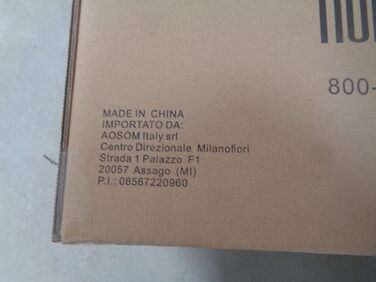 800-
MADE IN CHINA
IMPORTATO DA:
AOSOM Italy srl
Centro Direzionale Milanofiori
Strada 1 Palazzo F1
20057 Assago (MI)
P.I.: 08567220960